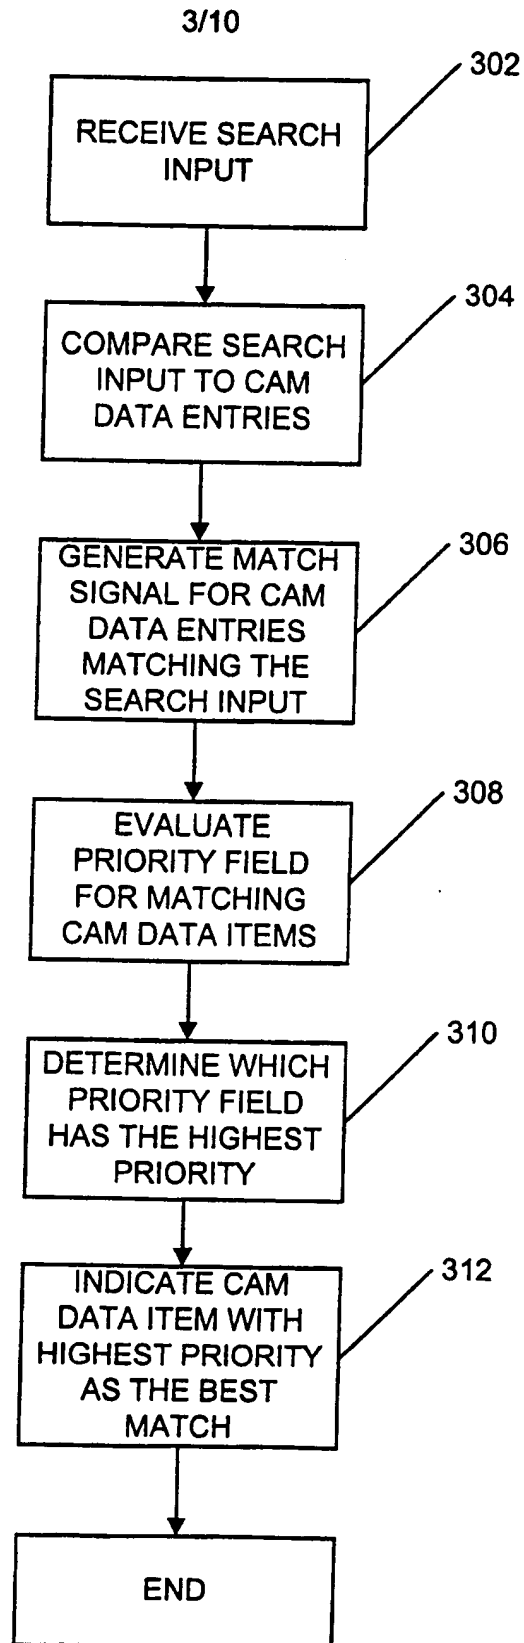 3/10
302
RECEIVE SEARCH
INPUT
304
COMPARE SEARCH
INPUT TO CAM
DATA ENTRIES
306
GENERATE MATCH
SIGNAL FOR CAM
DATA ENTRIES
MATCHING THE
SEARCH INPUT
308
EVALUATE
PRIORITY FIELD
FOR MATCHING
CAM DATA ITEMS
310
DETERMINE WHICH
PRIORITY FIELD
HAS THE HIGHEST
PRIORITY
312
INDICATE CAM
DATA ITEM WITH
HIGHEST PRIORITY
AS THE BEST
MATCH
END